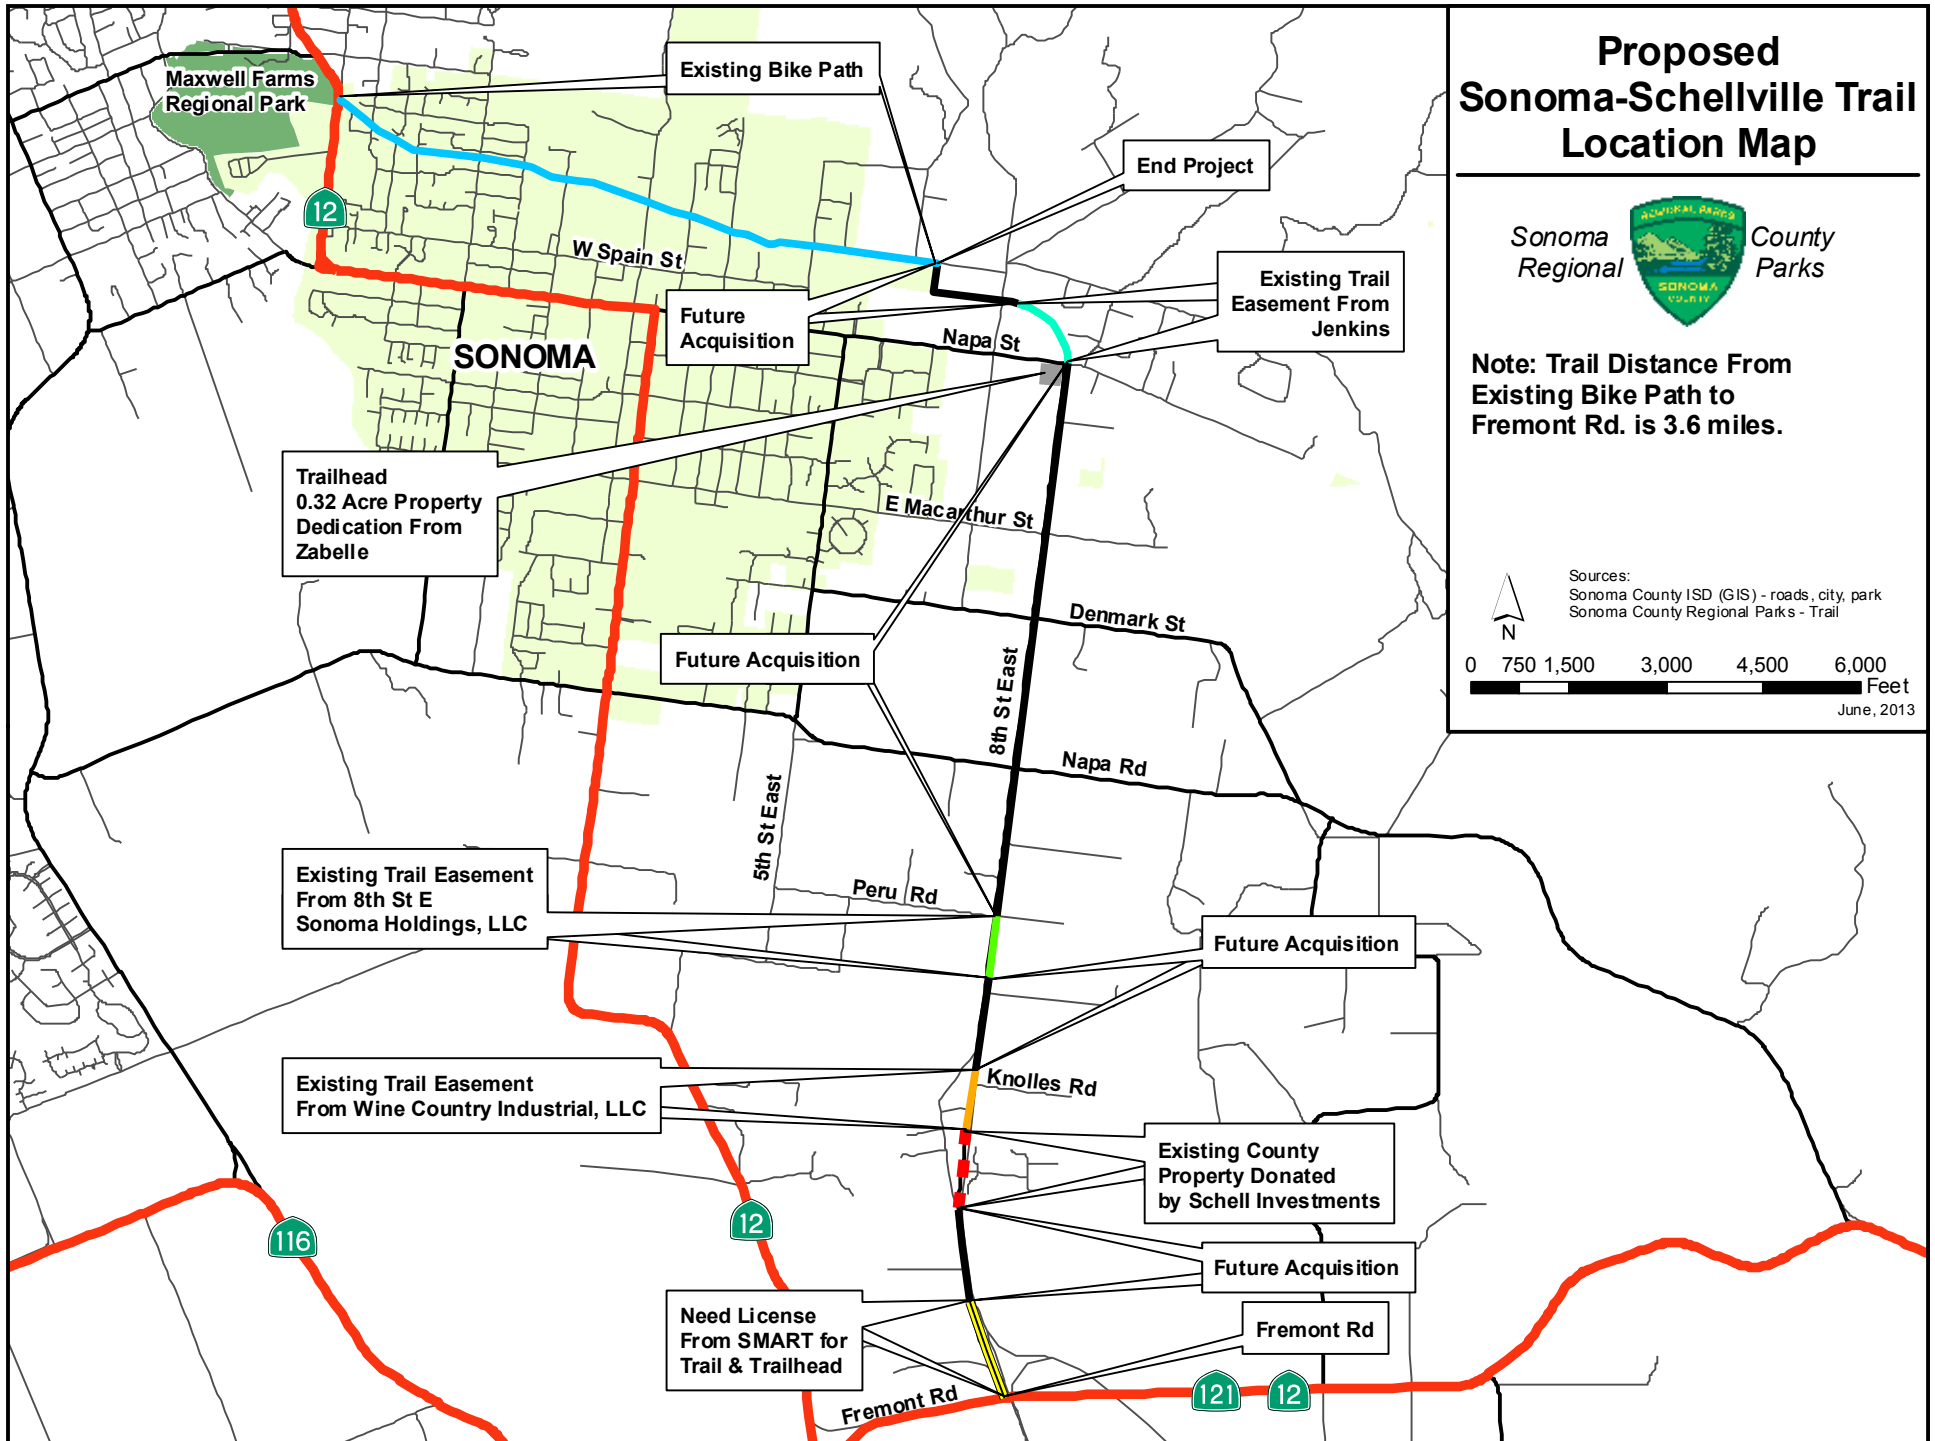 Proposed
Sonoma-Schellville Trail
Location Map
Sonoma
Regional
REGIONAL PARKS
SONOMA
COUNTY
County
Parks
Note: Trail Distance From
Existing Bike Path to
Fremont Rd. is 3.6 miles.
Sources:
Sonoma County ISD (GIS) - roads, city, park
Sonoma County Regional Parks - Trail
N
0 750 1,500 3,000 4,500 6,000
Feet
June, 2013
Maxwell Farms
Regional Park
Existing Bike Path
End Project
12
W Spain St
Existing Trail
Easement From
Jenkins
Future
Acquisition
Napa St
SONOMA
Trailhead
0.32 Acre Property
Dedication From
Zabelle
E Macarthur St
Denmark St
Future Acquisition
8th St East
Napa Rd
5th St East
Existing Trail Easement
From 8th St E
Sonoma Holdings, LLC
Peru Rd
Future Acquisition
Existing Trail Easement
From Wine Country Industrial, LLC
Knolles Rd
Existing County
Property Donated
by Schell Investments
116
12
Future Acquisition
Need License
From SMART for
Trail & Trailhead
Fremont Rd
Fremont Rd
121
12